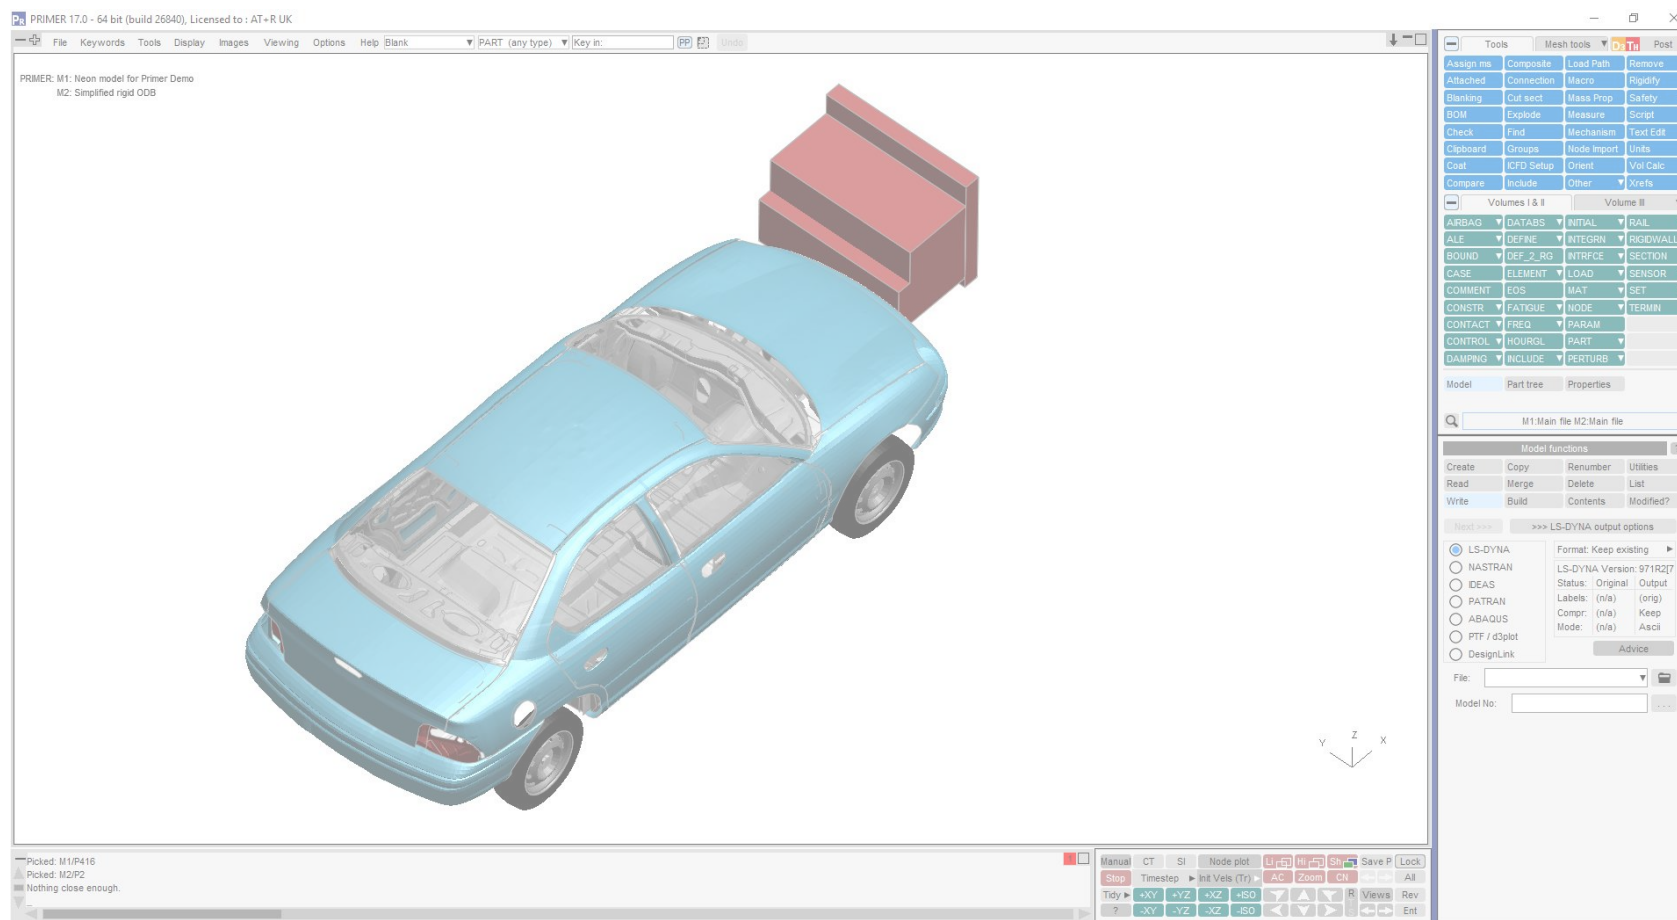 PR PRIMER 17.0 - 64 bit (build 26840), Licensed to : AT+R UK
File Keywords Tools Display Images Viewing Options Help Blank PART (any type) Key in: PP Undo
PRIMER: M1: Neon model for Primer Demo
M2: Simplified rigid ODB
Z
Y X
Tools Mesh tools TH Post
Assign ms Composite Load Path Remove
Attached Connection Macro Rigidify
Blanking Cut sect Mass Prop Safety
BOM Explode Measure Script
Check Find Mechanism Text Edit
Clipboard Groups Node Import Units
Coat ICFD Setup Orient Vol Calc
Compare Include Other Xrefs
Volumes I & II Volume III
AIRBAG DATABS INITIAL RAIL
ALE DEFINE INTEGRN RIGIDWALL
BOUND DEF_2_RG INTRFCE SECTION
CASE ELEMENT LOAD SENSOR
COMMENT EOS MAT SET
CONSTR FATIGUE NODE TERMIN
CONTACT FREQ PARAM
CONTROL HOURGL PART
DAMPING INCLUDE PERTURB
Model Part tree Properties
M1:Main file M2:Main file
Model functions
Create Copy Renumber Utilities
Read Merge Delete List
Write Build Contents Modified?
Next >>> >>> LS-DYNA output options
LS-DYNA Format: Keep existing
NASTRAN LS-DYNA Version: 971R2[7
IDEAS Status: Original Output
PATRAN Labels: (n/a) (orig)
ABAQUS Compr: (n/a) Keep
PTF / d3plot Mode: (n/a) Ascii
DesignLink Advice
File:
Model No: ...
Picked: M1/P416
Picked: M2/P2
Nothing close enough.
Manual CT SI Node plot Li Hi Sh Save P Lock
Stop Timestep Init Vels (Tr) AC Zoom CN All
Tidy +XY +YZ +XZ +ISO R Views Rev
? -XY -YZ -XZ -ISO Ent